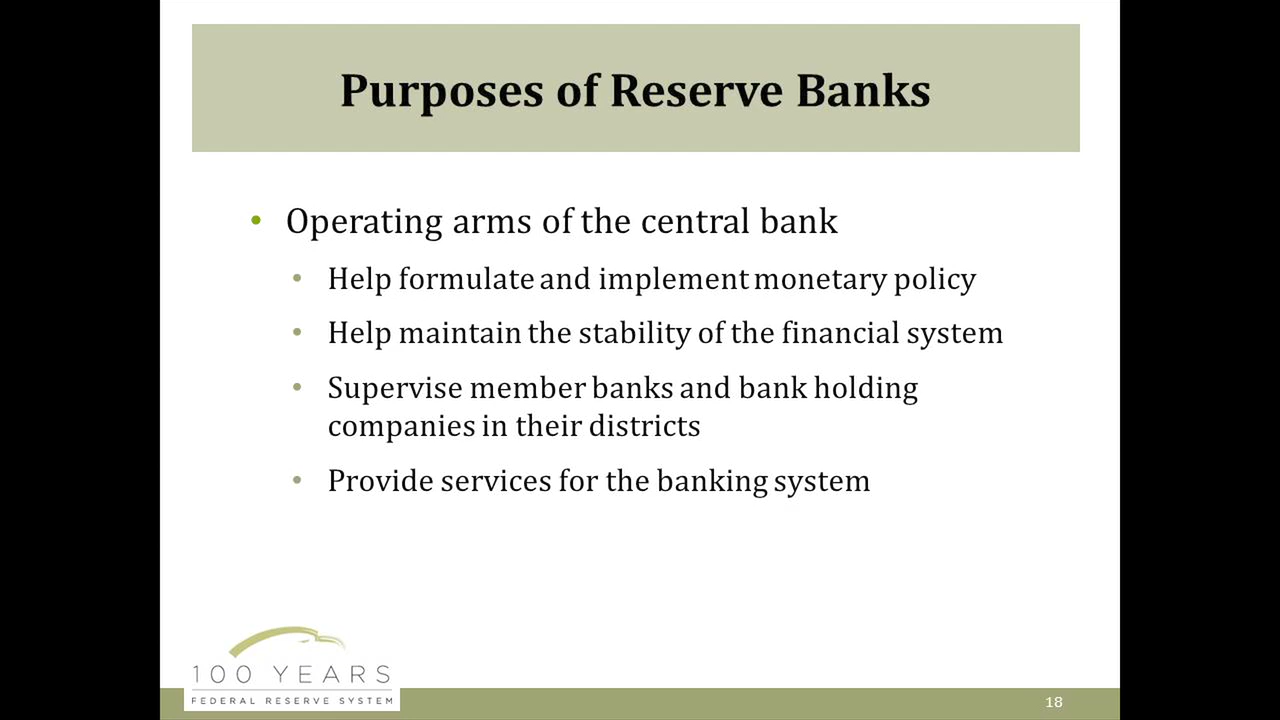 Purposes of Reserve Banks
• Operating arms of the central bank
• Help formulate and implement monetary policy
• Help maintain the stability of the financial system
• Supervise member banks and bank holding
companies in their districts
• Provide services for the banking system
100 YEARS
FEDERAL RESERVE SYSTEM
18